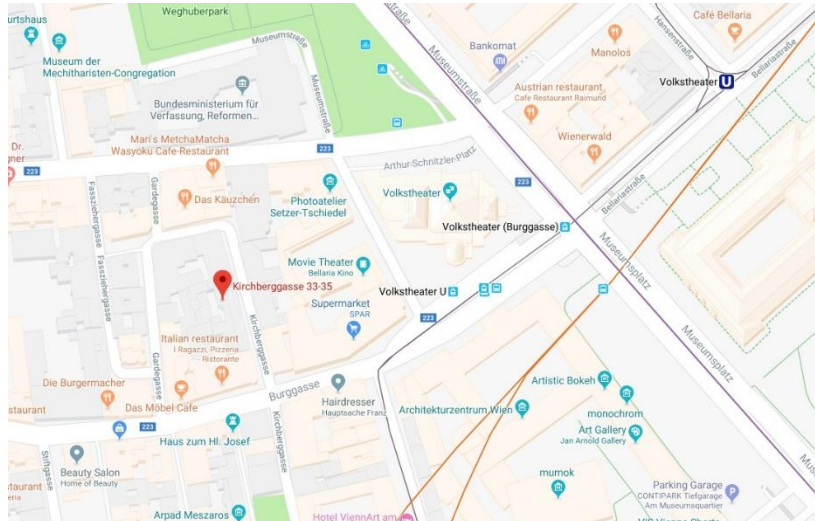 Weghuberpark
urtshaus
Museum der
Mechitharisten-Congregation
Museumstraße
Museumstraße
Museumstraße
Museumstraße
Bundesministerium für
Verfassung, Reformen...
Bankomat
Manolos
Hansenstraße
Café Bellaria
Bellariastraße
Volkstheater
U
Austrian restaurant
Cafe Restaurant Raimund
Wienerwald
Dr.
gner
Mari's MetchaMatcha
Wasyoku Cafe-Restaurant
223
223
Arthur-Schnitzler-Platz
223
Bellariastraße
Fassziehergasse
Gardegasse
Das Käuzchen
Photoatelier
Setzer-Tschiedel
Volkstheater
Volkstheater (Burggasse)
Museumsplatz
Fassziehergasse
Movie Theater
Bellaria Kino
Kirchberggasse 33-35
Volkstheater U
Supermarket
SPAR
223
Kirchberggasse
Italian restaurant
I Ragazzi, Pizzeria
- Ristorante
Gardegasse
Museumsplatz
Die Burgermacher
staurant
Das Möbel Cafe
Burggasse
Hairdresser
Hauptsache Franz
Artistic Bokeh
Architekturzentrum Wien
monochrom
Art Gallery
Jan Arnold Gallery
223
Haus zum Hl. Josef
Kirchberggasse
Stiftgasse
Beauty Salon
Home of Beauty
mumok
staurant
Parking Garage
CONTIPARK Tiefgarage
Am Museumsquartier
Arpad Meszaros
Hotel ViennArt am